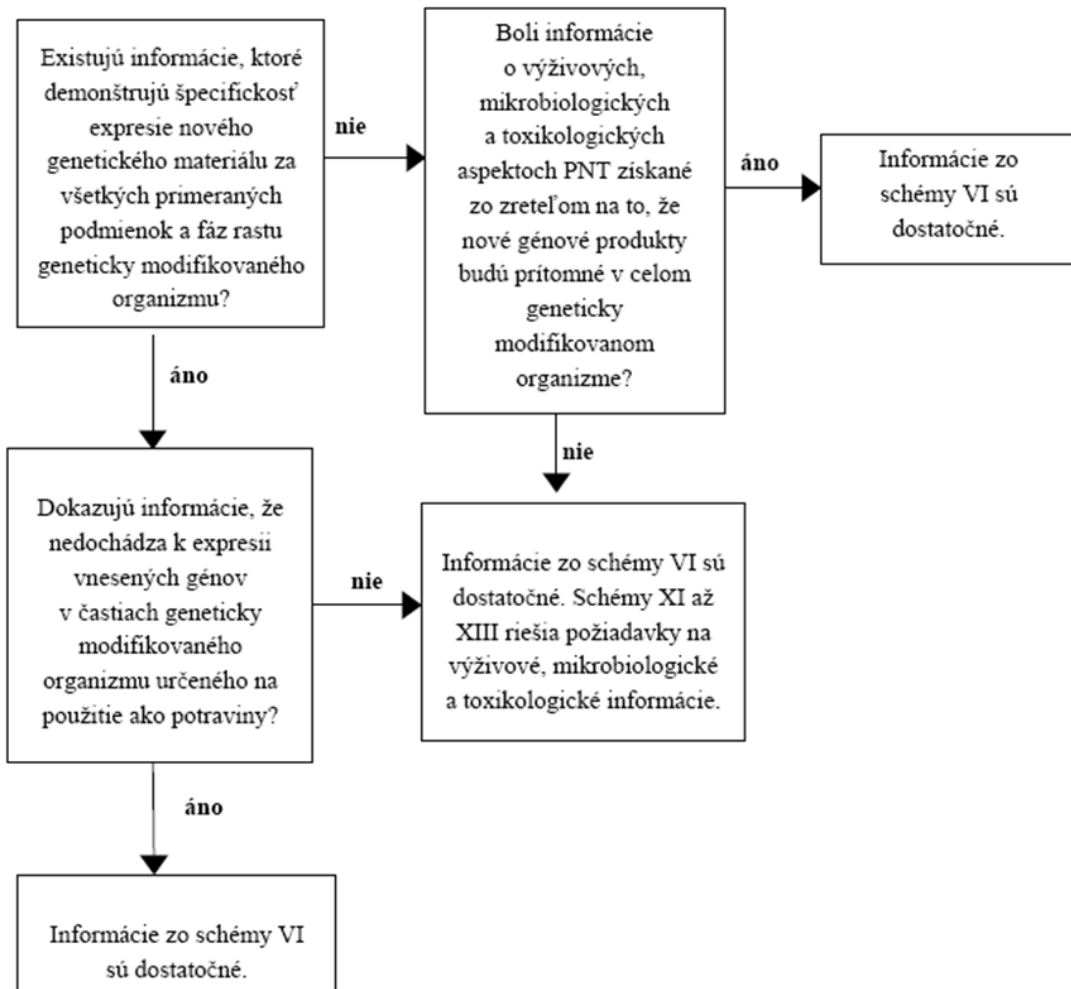 Existujú informácie, ktoré
demonštrujú špecifickosť
expresie nového
genetického materiálu za
všetkých primeraných
podmienok a fáz rastu
geneticky modifikovaného
organizmu?
nie
Boli informácie
o výživových,
mikrobiologických
a toxikologických
aspektoch PNT získané
zo zreteľom na to, že
nové génové produkty
budú prítomné v celom
geneticky
modifikovanom
organizme?
áno
Informácie zo
schémy VI sú
dostatočné.
áno
nie
Dokazujú informácie, že
nedochádza k expresii
vnesených génov
v častiach geneticky
modifikovaného
organizmu určeného na
použitie ako potraviny?
nie
Informácie zo schémy VI sú
dostatočné. Schémy XI až
XIII riešia požiadavky na
výživové, mikrobiologické
a toxikologické informácie.
áno
Informácie zo schémy VI
sú dostatočné.